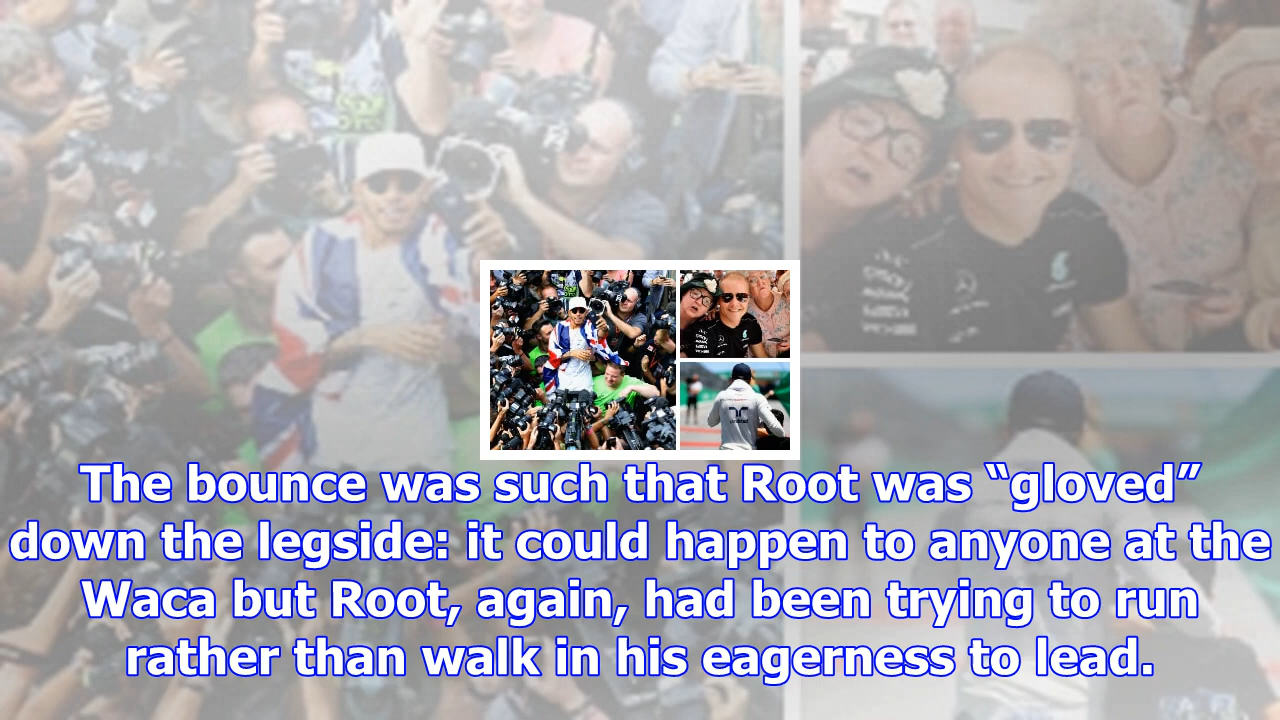 The bounce was such that Root was “gloved”
down the legside: it could happen to anyone at the
Waca but Root, again, had been trying to run
rather than walk in his eagerness to lead.